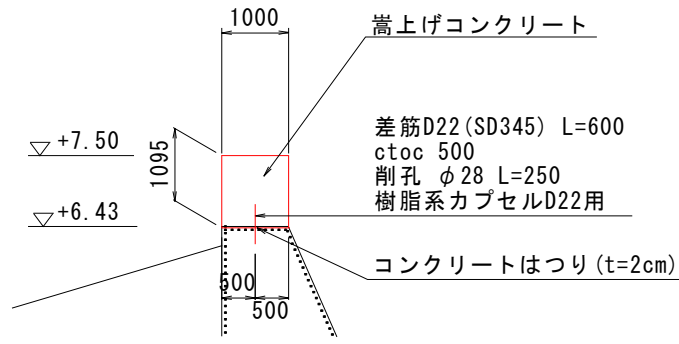 1000
嵩上げコンクリート
差筋D22(SD345) L=600
ctoc 500
削孔 φ28 L=250
樹脂系カプセルD22用
+7.50
1095
+6.43
コンクリートはつり(t=2cm)
500
500